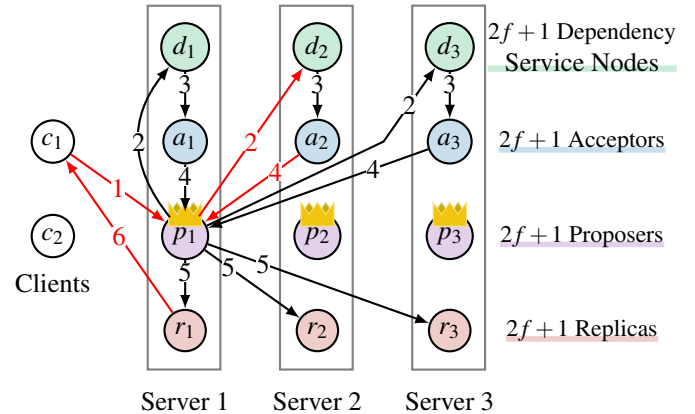 d1 d2 d3 2f+1 Dependency
Service Nodes
3 3 3
2 2 2
c1 a1 a2 a3 2f+1 Acceptors
1 4 4 4
c2 p1 p2 p3 2f+1 Proposers
6 5 5 5
Clients
r1 r2 r3 2f+1 Replicas
Server 1 Server 2 Server 3